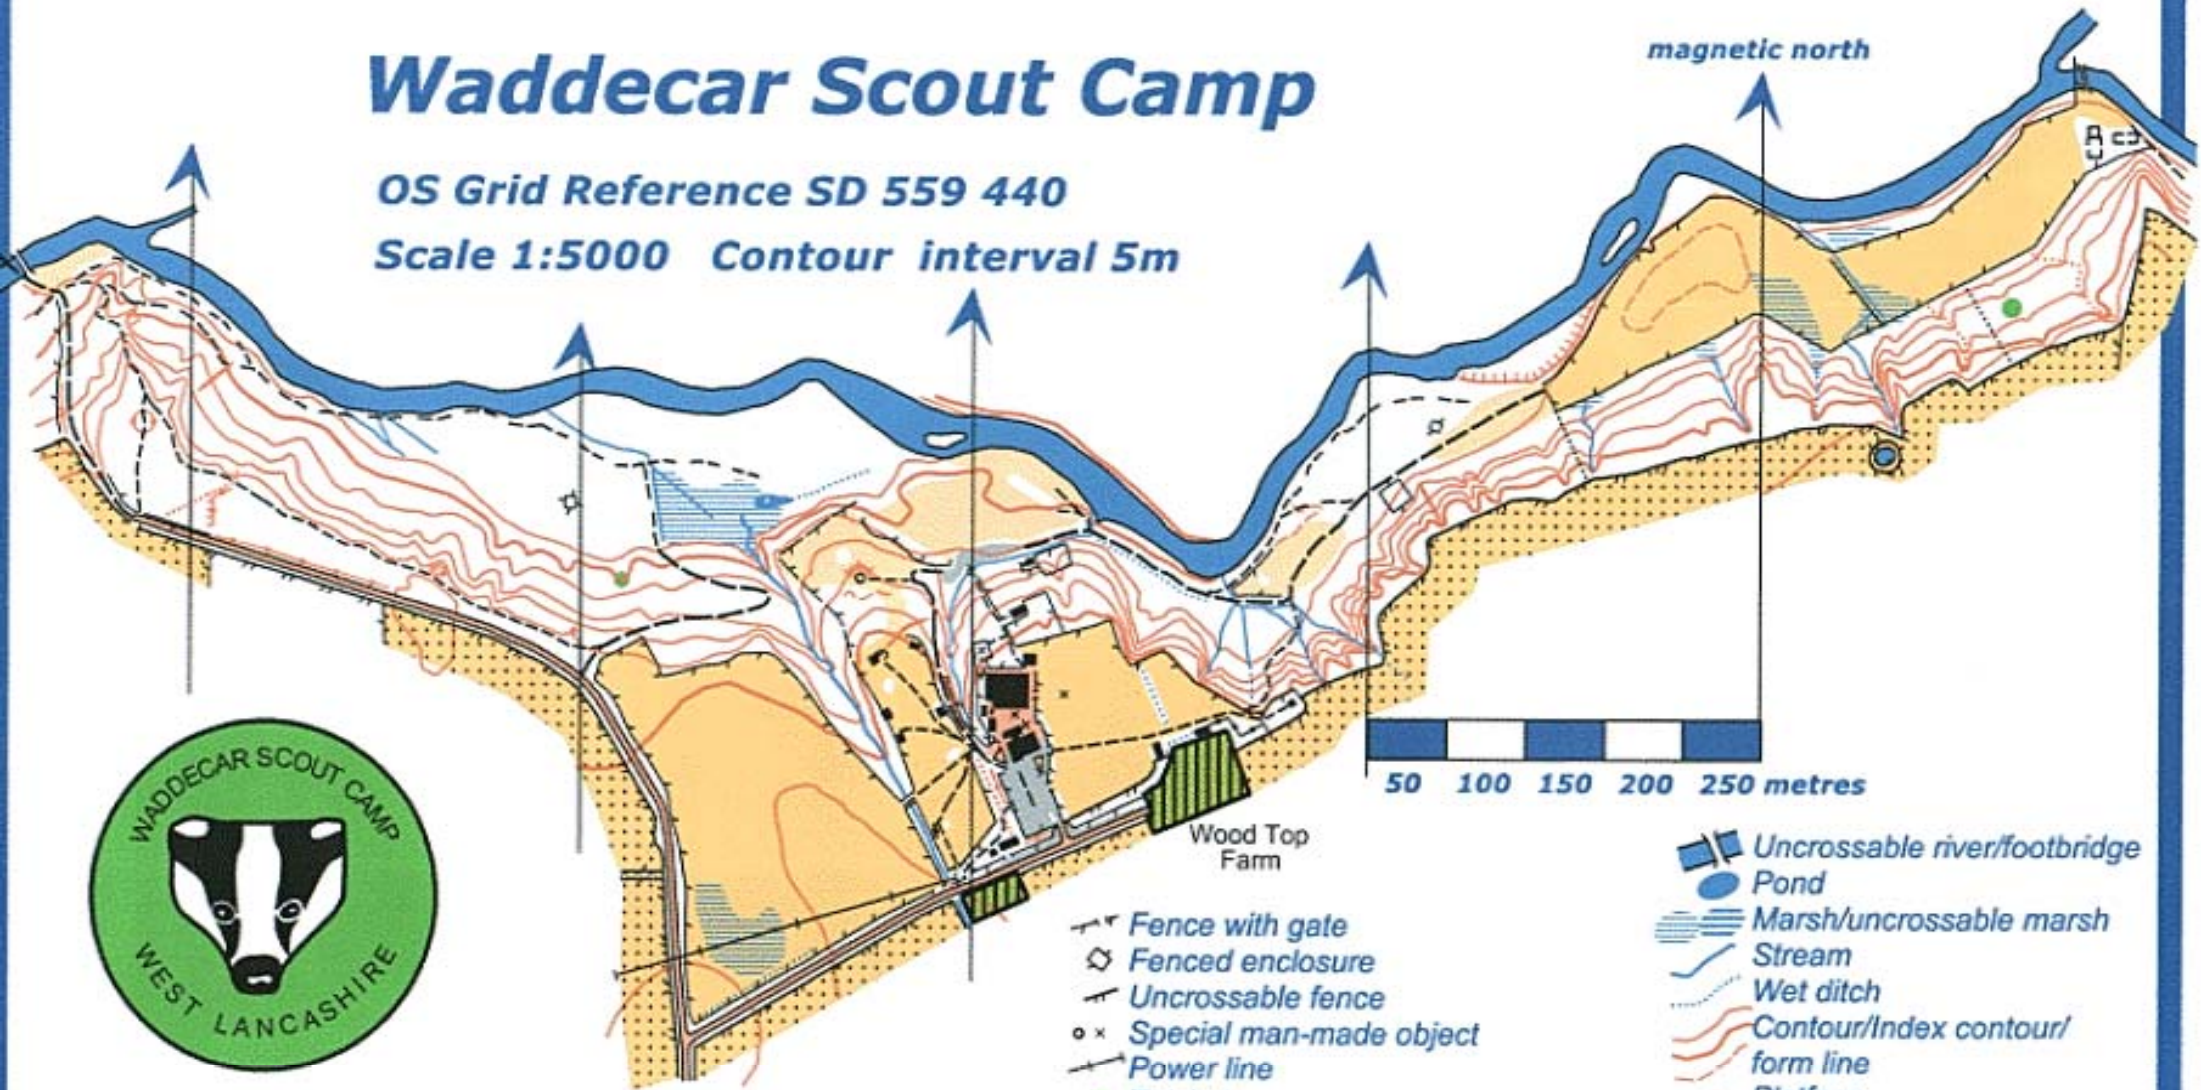 Waddecar Scout Camp
magnetic north
OS Grid Reference SD 559 440
Scale 1:5000 Contour interval 5m
WADDECAR SCOUT CAMP
WEST LANCASHIRE
50 100 150 200 250 metres
Wood Top
Farm
Fence with gate
Fenced enclosure
Uncrossable fence
Special man-made object
Power line
Uncrossable river/footbridge
Pond
Marsh/uncrossable marsh
Stream
Wet ditch
Contour/Index contour/
form line